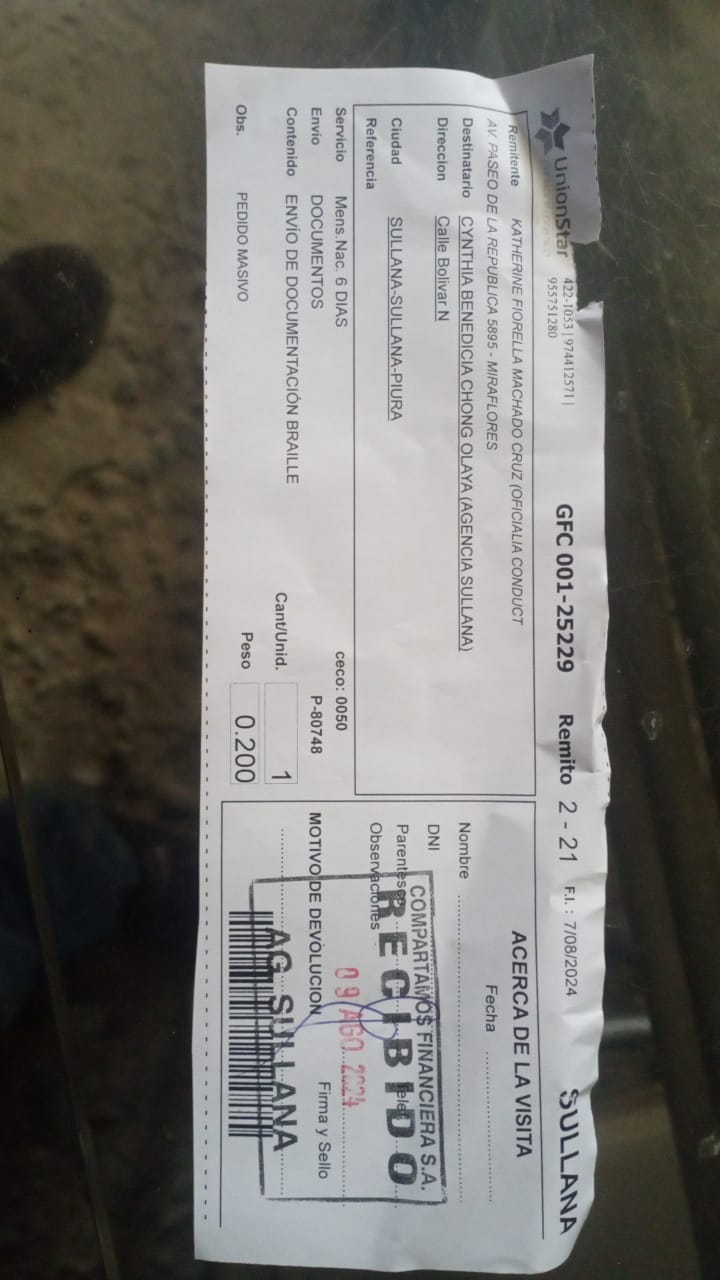 UnionStar 422-1053 | 974412571 |
955751280
GFC 001-25229 Remito 2 - 21 F.I. : 7/08/2024 SULLANA
Remitente KATHERINE FIORELLA MACHADO CRUZ (OFICIALIA CONDUCT
AV. PASEO DE LA REPUBLICA 5895 - MIRAFLORES
Destinatario CYNTHIA BENEDICIA CHONG OLAYA (AGENCIA SULLANA)
Direccion Calle Bolivar N
Ciudad SULLANA-SULLANA-PIURA
Referencia
Servicio Mens.Nac. 6 DIAS ceco: 0050
Envio DOCUMENTOS P-80748
Contenido ENVÍO DE DOCUMENTACIÓN BRAILLE Cant/Unid. 1
Obs. PEDIDO MASIVO Peso 0.200
ACERCA DE LA VISITA
Fecha
Nombre
DNI
Parentesco
Observaciones
MOTIVO DE DEVOLUCION
Firma y Sello
COMPARTAMOS FINANCIERA S.A.
RECIBIDO
09 AGO 2024
AG SULLANA